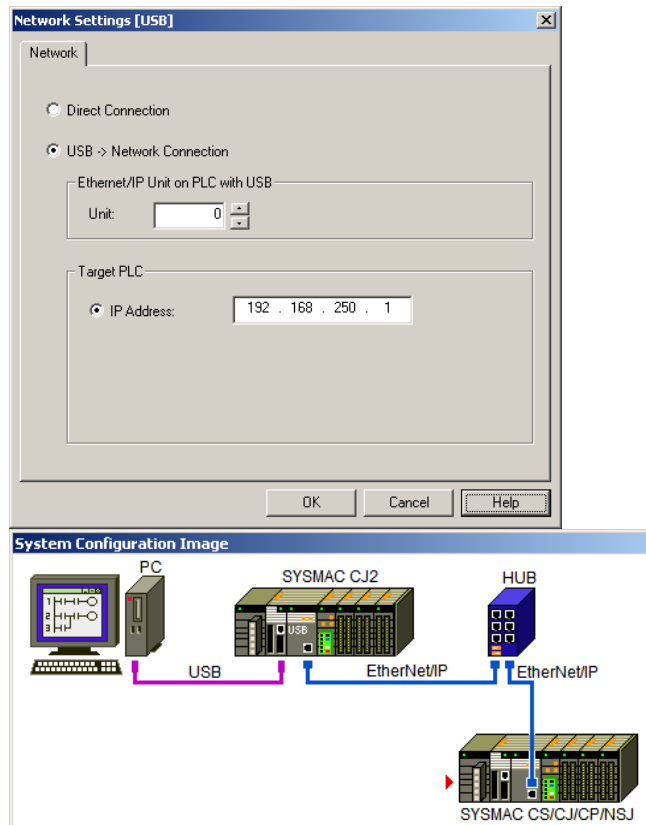 Network Settings [USB]
Network
Direct Connection
USB -> Network Connection
Ethernet/IP Unit on PLC with USB
Unit: 0
Target PLC
IP Address: 192 . 168 . 250 . 1
OK Cancel Help
System Configuration Image
PC
SYSMAC CJ2
HUB
USB
USB
EtherNet/IP
EtherNet/IP
SYSMAC CS/CJ/CP/NSJ